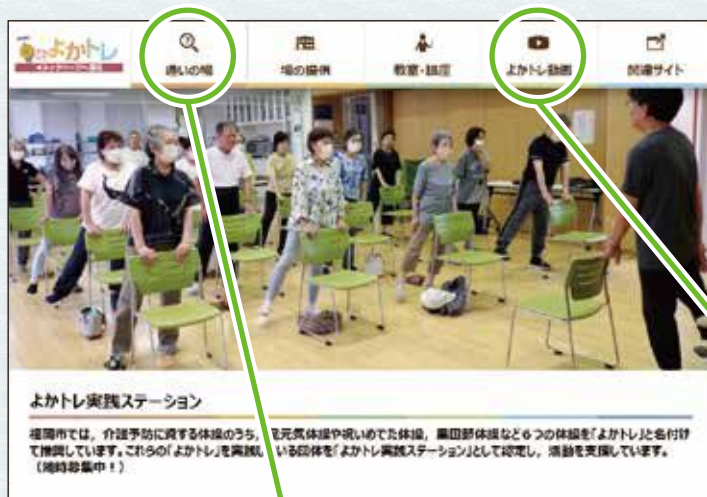 よかトレ
通いの場
場の提供
教室・講座
よかトレ動画
関連サイト
よかトレ実践ステーション
福岡市では，介護予防に資する体操のうち，元気体操や祝いめでた体操，黒田節体操など6つの体操を「よかトレ」と名付け
て推奨しています。これらの「よかトレ」を実践している団体を「よかトレ実践ステーション」として認定し，活動を支援しています。
（随時募集中！）